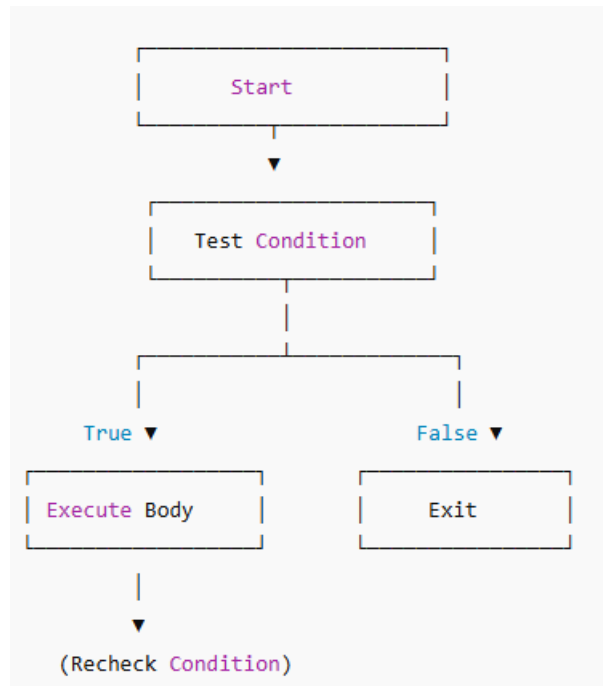 Start
Test Condition
True ▼ False ▼
Execute Body Exit
(Recheck Condition)